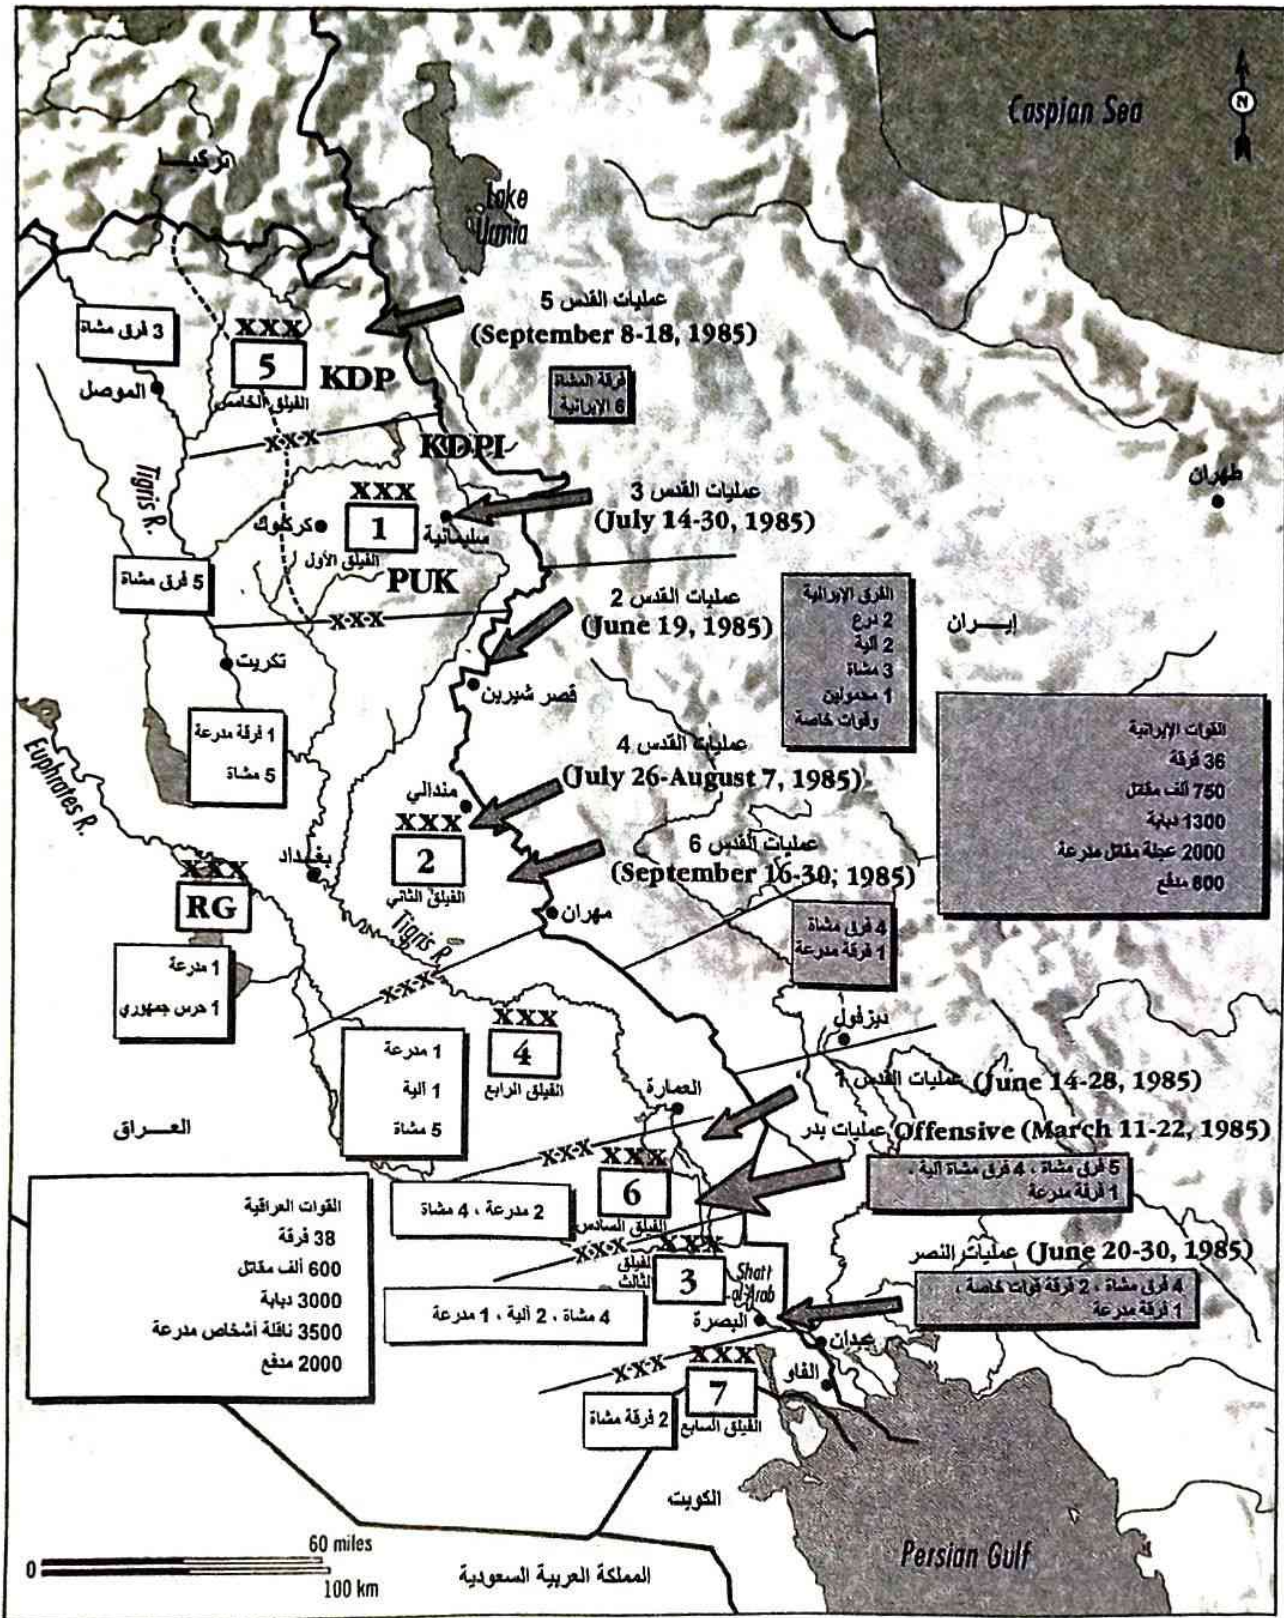 Caspian Sea
N
تركيـــا
Lake
Urmia
عمليات القدس 5
(September 8-18, 1985)
3 فرق مشاة
XXX
5
KDP
الموصل
الفيلق الخامس
فرقة المشاة
6 الإيرانية
X-X-X
KDPI
Tigris R.
طهران
عمليات القدس 3
(July 14-30, 1985)
XXX
1
كركوك
سليمانية
الفيلق الأول
5 فرق مشاة
PUK
عمليات القدس 2
(June 19, 1985)
X-X-X
الفرق الإيرانية
2 درع
2 آلية
3 مشاة
1 محمولين
وقوات خاصة
إيـــران
تكريت
قصر شيرين
1 فرقة مدرعة
5 مشاة
القوات الإيرانية
36 فرقة
750 ألف مقاتل
1300 دبابة
2000 عجلة مقاتل مدرعة
800 مدفع
Euphrates R.
عمليات القدس 4
(July 26-August 7, 1985)
مندالي
XXX
2
الفيلق الثاني
بغداد
عمليات القدس 6
(September 16-30, 1985)
XXX
RG
مهران
Tigris R.
4 فرق مشاة
1 فرقة مدرعة
1 مدرعة
1 حرس جمهوري
X-X-X
XXX
4
الفيلق الرابع
ديزفول
1 مدرعة
1 آلية
5 مشاة
العمارة
عمليات القدس 1 (June 14-28, 1985)
العـــراق
عمليات بدر Offensive (March 11-22, 1985)
X-X-X
XXX
6
الفيلق السادس
5 فرق مشاة ، 4 فرق مشاة آلية ،
1 فرقة مدرعة
2 مدرعة ، 4 مشاة
القوات العراقية
38 فرقة
600 ألف مقاتل
3000 دبابة
3500 ناقلة أشخاص مدرعة
2000 مدفع
X-X-X
XXX
الفيلق
الثالث
3
Shatt
al-Arab
عمليات النصر (June 20-30, 1985)
4 فرق مشاة ، 2 فرقة قوات خاصة ،
1 فرقة مدرعة
4 مشاة ، 2 آلية ، 1 مدرعة
البصرة
عبدان
X-X-X
XXX
7
الفيلق السابع
الفاو
2 فرقة مشاة
الكويت
Persian Gulf
60 miles
0
100 km
المملكة العربية السعودية